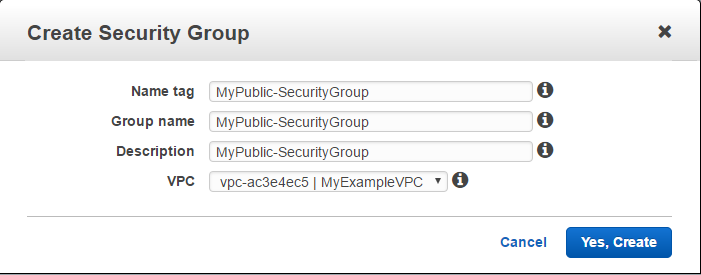 Create Security Group
Name tag MyPublic-SecurityGroup
Group name MyPublic-SecurityGroup
Description MyPublic-SecurityGroup
VPC vpc-ac3e4ec5 | MyExampleVPC
Cancel Yes, Create